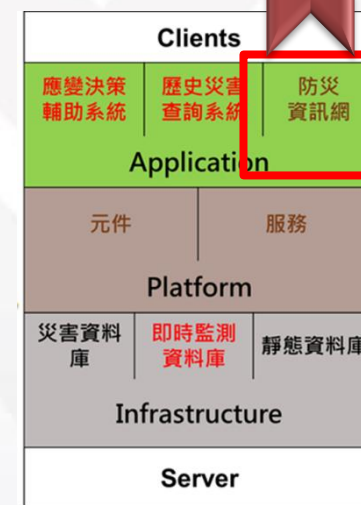 Clients
應變決策
輔助系統
歷史災害
查詢系統
防災
資訊網
Application
元件
服務
Platform
災害資料
庫
即時監測
資料庫
靜態資料庫
Infrastructure
Server